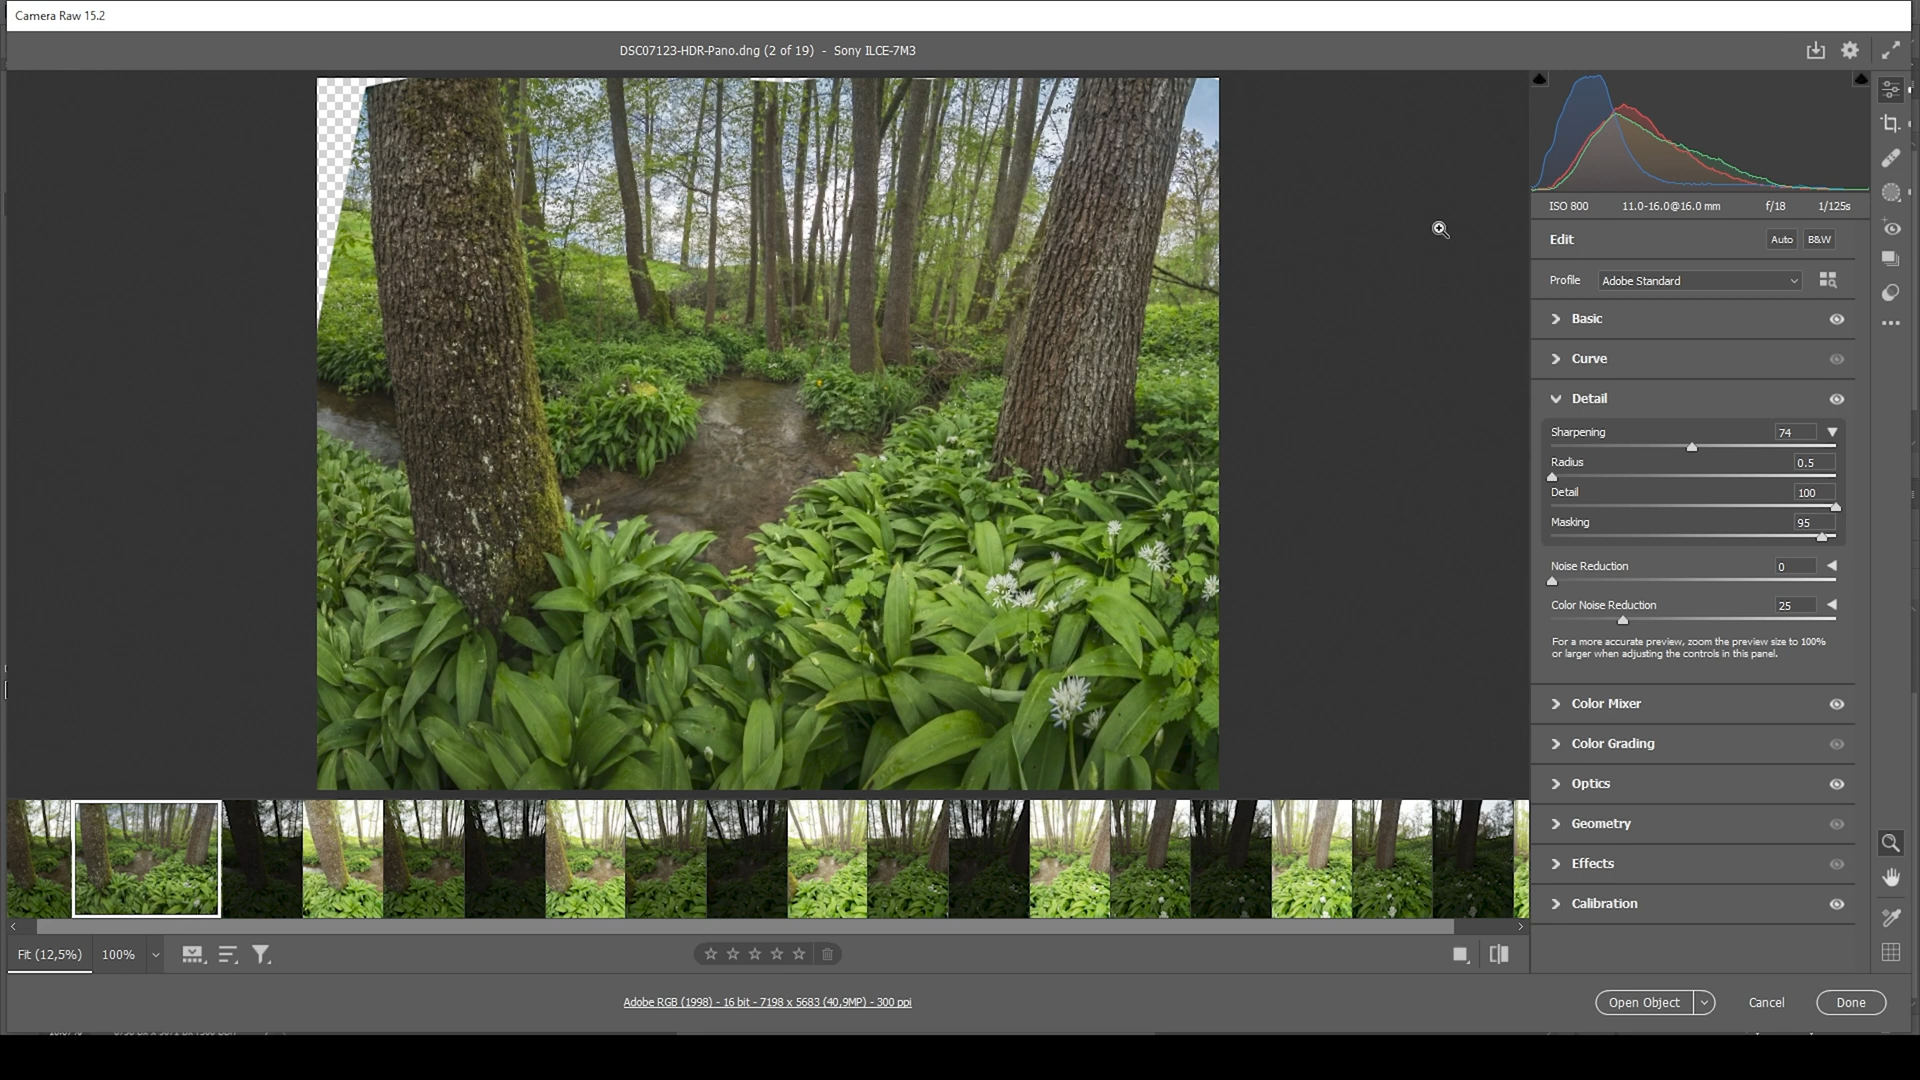 Camera Raw 15.2
DSC07123-HDR-Pano.dng (2 of 19) - Sony ILCE-7M3
ISO 800 11.0-16.0@16.0 mm f/18 1/125s
Edit Auto B&W
Profile Adobe Standard
Basic
Curve
Detail
Sharpening 74
Radius 0.5
Detail 100
Masking 95
Noise Reduction 0
Color Noise Reduction 25
For a more accurate preview, zoom the preview size to 100%
or larger when adjusting the controls in this panel.
Color Mixer
Color Grading
Optics
Geometry
Effects
Calibration
Fit (12,5%) 100%
Adobe RGB (1998) - 16 bit - 7198 x 5683 (40,9MP) - 300 ppi
Open Object Cancel Done